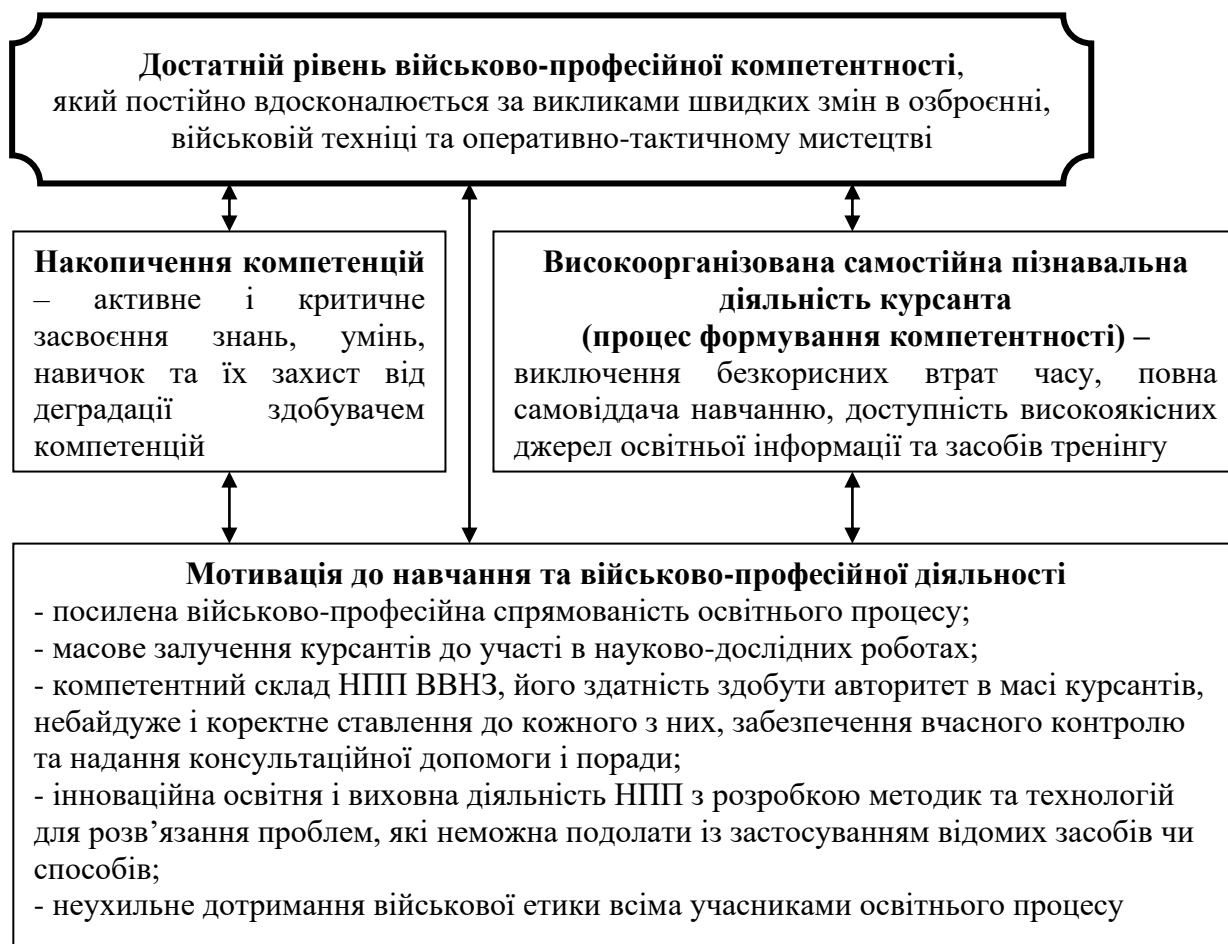 Достатній рівень військово-професійної компетентності,
який постійно вдосконалюється за викликами швидких змін в озброєнні,
військовій техніці та оперативно-тактичному мистецтві
Накопичення компетенцій
– активне і критичне
засвоєння знань, умінь,
навичок та їх захист від
деградації здобувачем
компетенцій
Високоорганізована самостійна пізнавальна
діяльність курсанта
(процес формування компетентності) –
виключення безкорисних втрат часу, повна
самовіддача навчанню, доступність високоякісних
джерел освітньої інформації та засобів тренінгу
Мотивація до навчання та військово-професійної діяльності
- посилена військово-професійна спрямованість освітнього процесу;
- масове залучення курсантів до участі в науково-дослідних роботах;
- компетентний склад НПП ВВНЗ, його здатність здобути авторитет в масі курсантів,
небайдуже і коректне ставлення до кожного з них, забезпечення вчасного контролю
та надання консультаційної допомоги і поради;
- інноваційна освітня і виховна діяльність НПП з розробкою методик та технологій
для розв’язання проблем, які неможна подолати із застосуванням відомих засобів чи
способів;
- неухильне дотримання військової етики всіма учасниками освітнього процесу